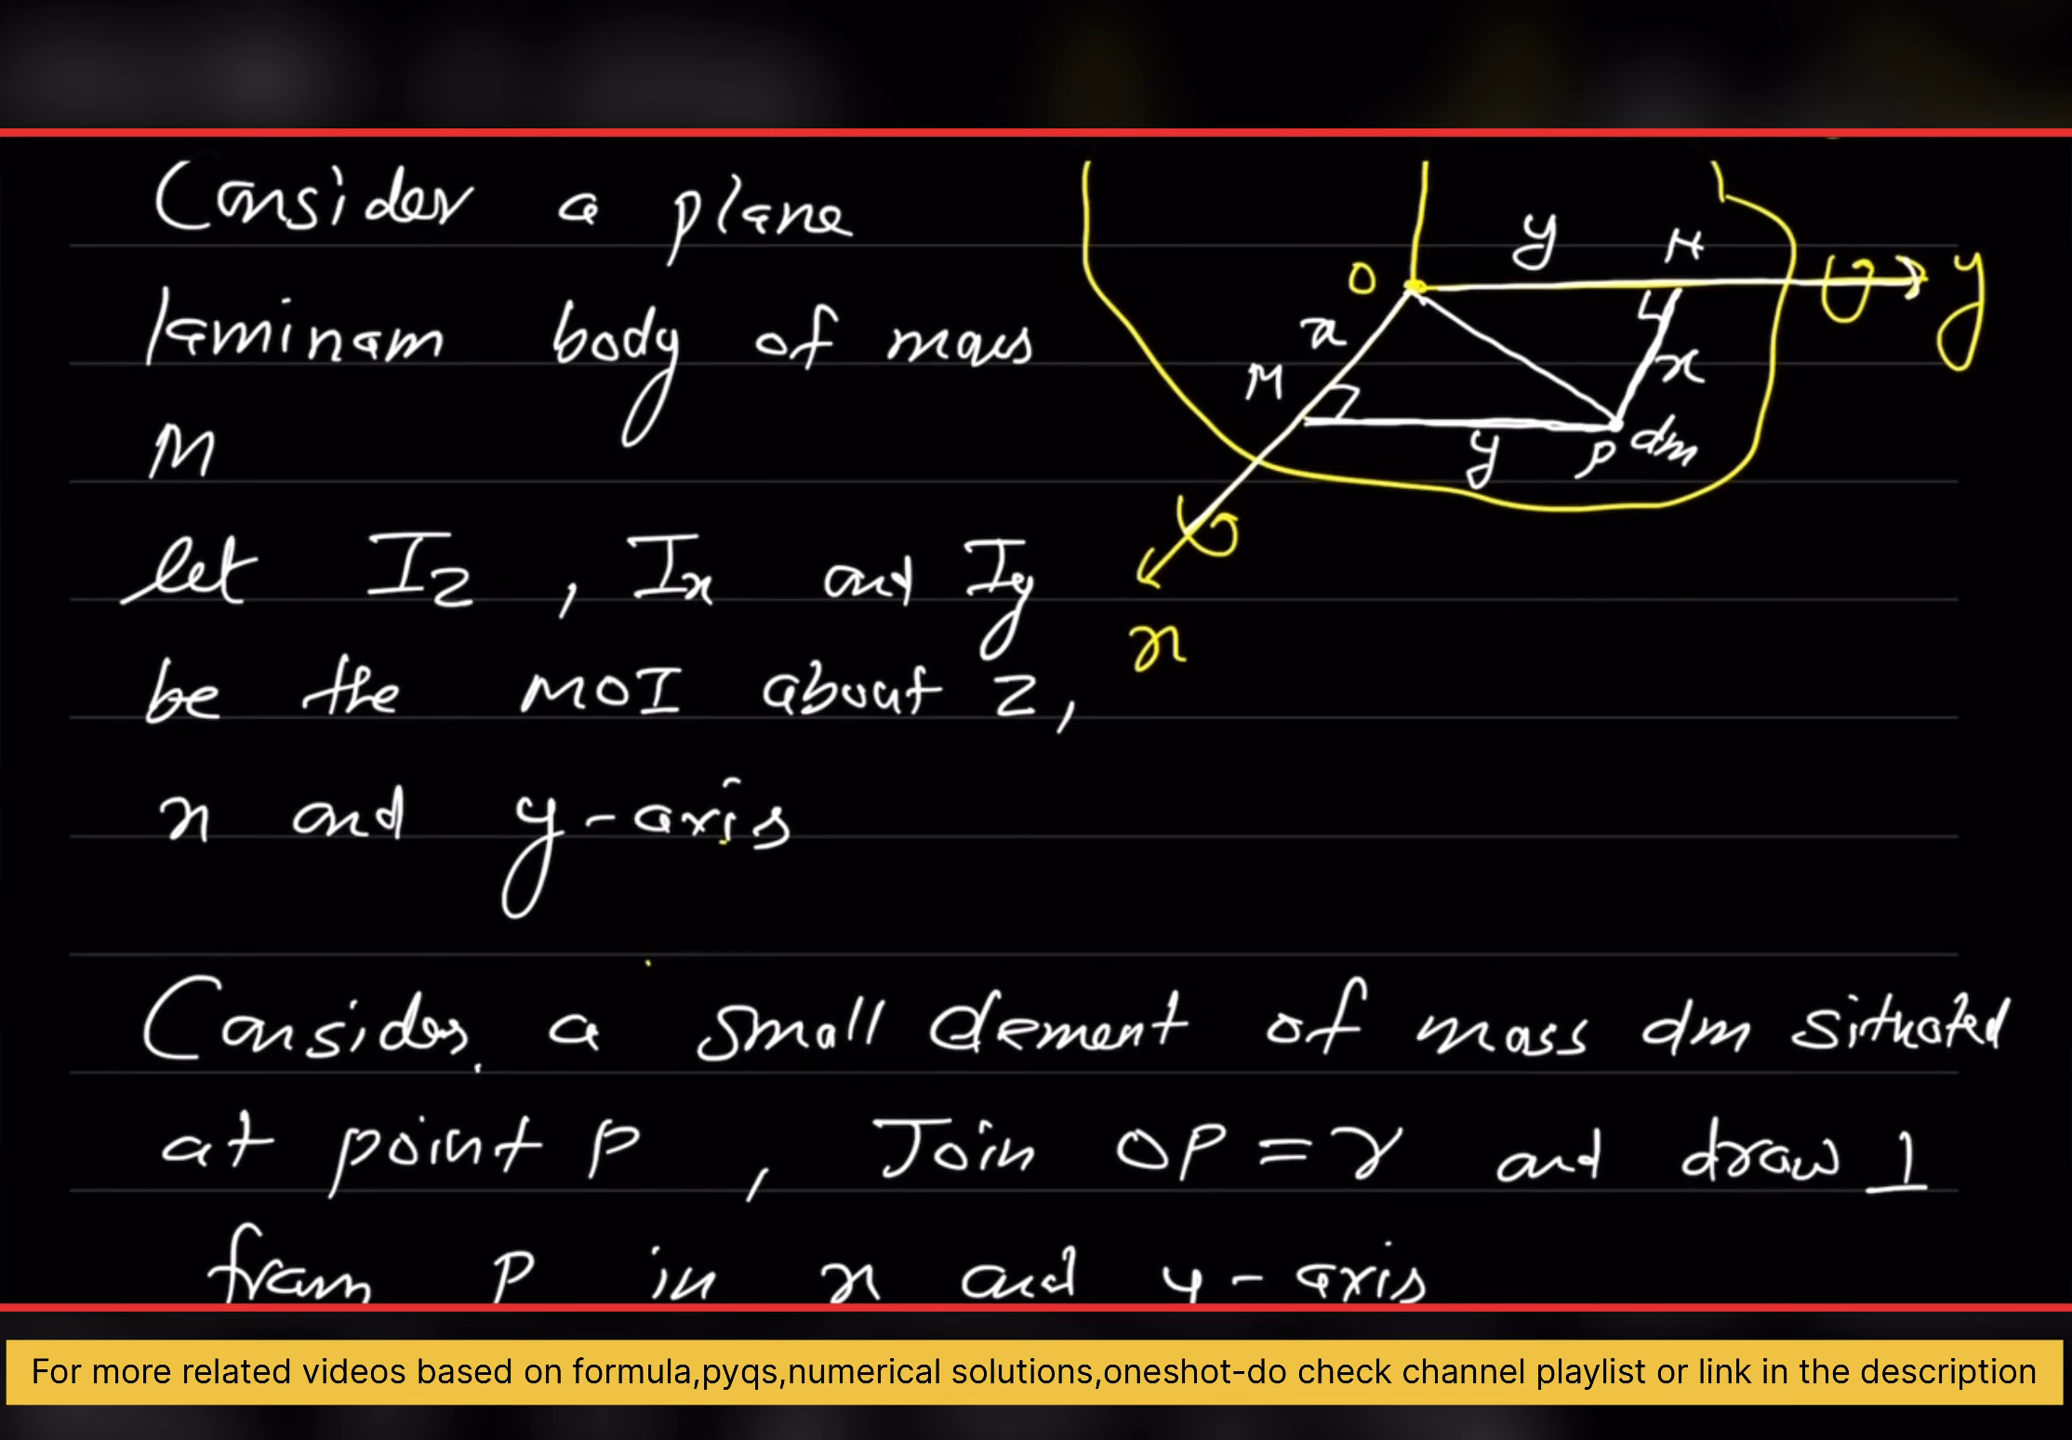 Consider a plane
laminam body of mass
M
let Iz , Ix and Iy
be the MOI about z,
x and y-axis
Consider a small element of mass dm situated
at point P , Join OP = r and draw ⊥
from P in x and y-axis
O
y
N
y
x
M
x
y
P
dm
x
For more related videos based on formula,pyqs,numerical solutions,oneshot-do check channel playlist or link in the description